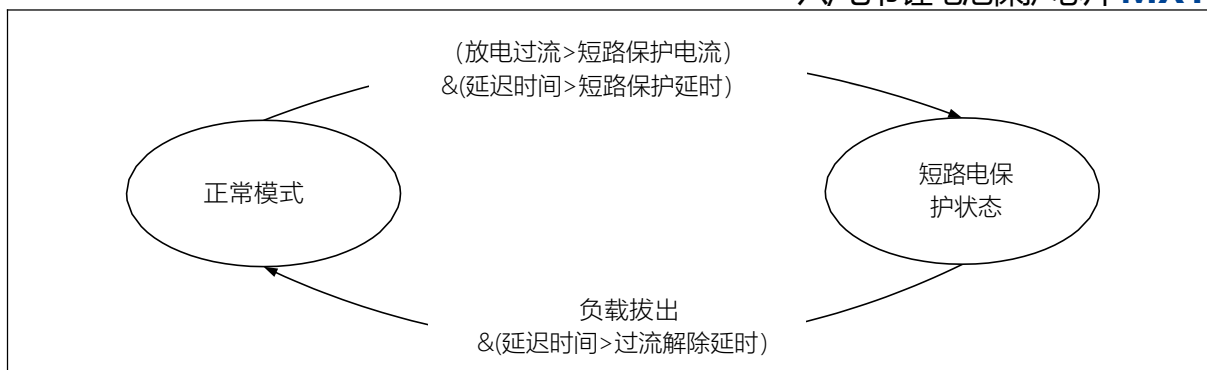 (放电过流>短路保护电流)
&(延迟时间>短路保护延时)
正常模式
短路电保
护状态
负载拔出
&(延迟时间>过流解除延时)